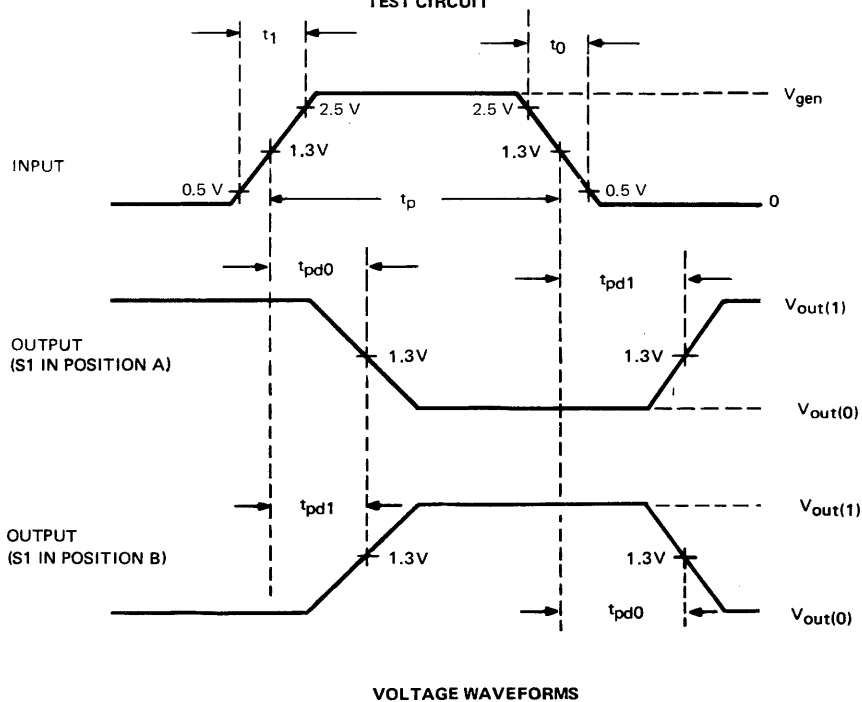 TEST CIRCUIT
t1
t0
Vgen
2.5 V
2.5 V
INPUT
1.3V
1.3V
0.5 V
tp
0.5 V
0
tpd0
tpd1
Vout(1)
OUTPUT
(S1 IN POSITION A)
1.3V
1.3V
Vout(0)
tpd1
Vout(1)
OUTPUT
(S1 IN POSITION B)
1.3V
1.3V
tpd0
Vout(0)
VOLTAGE WAVEFORMS